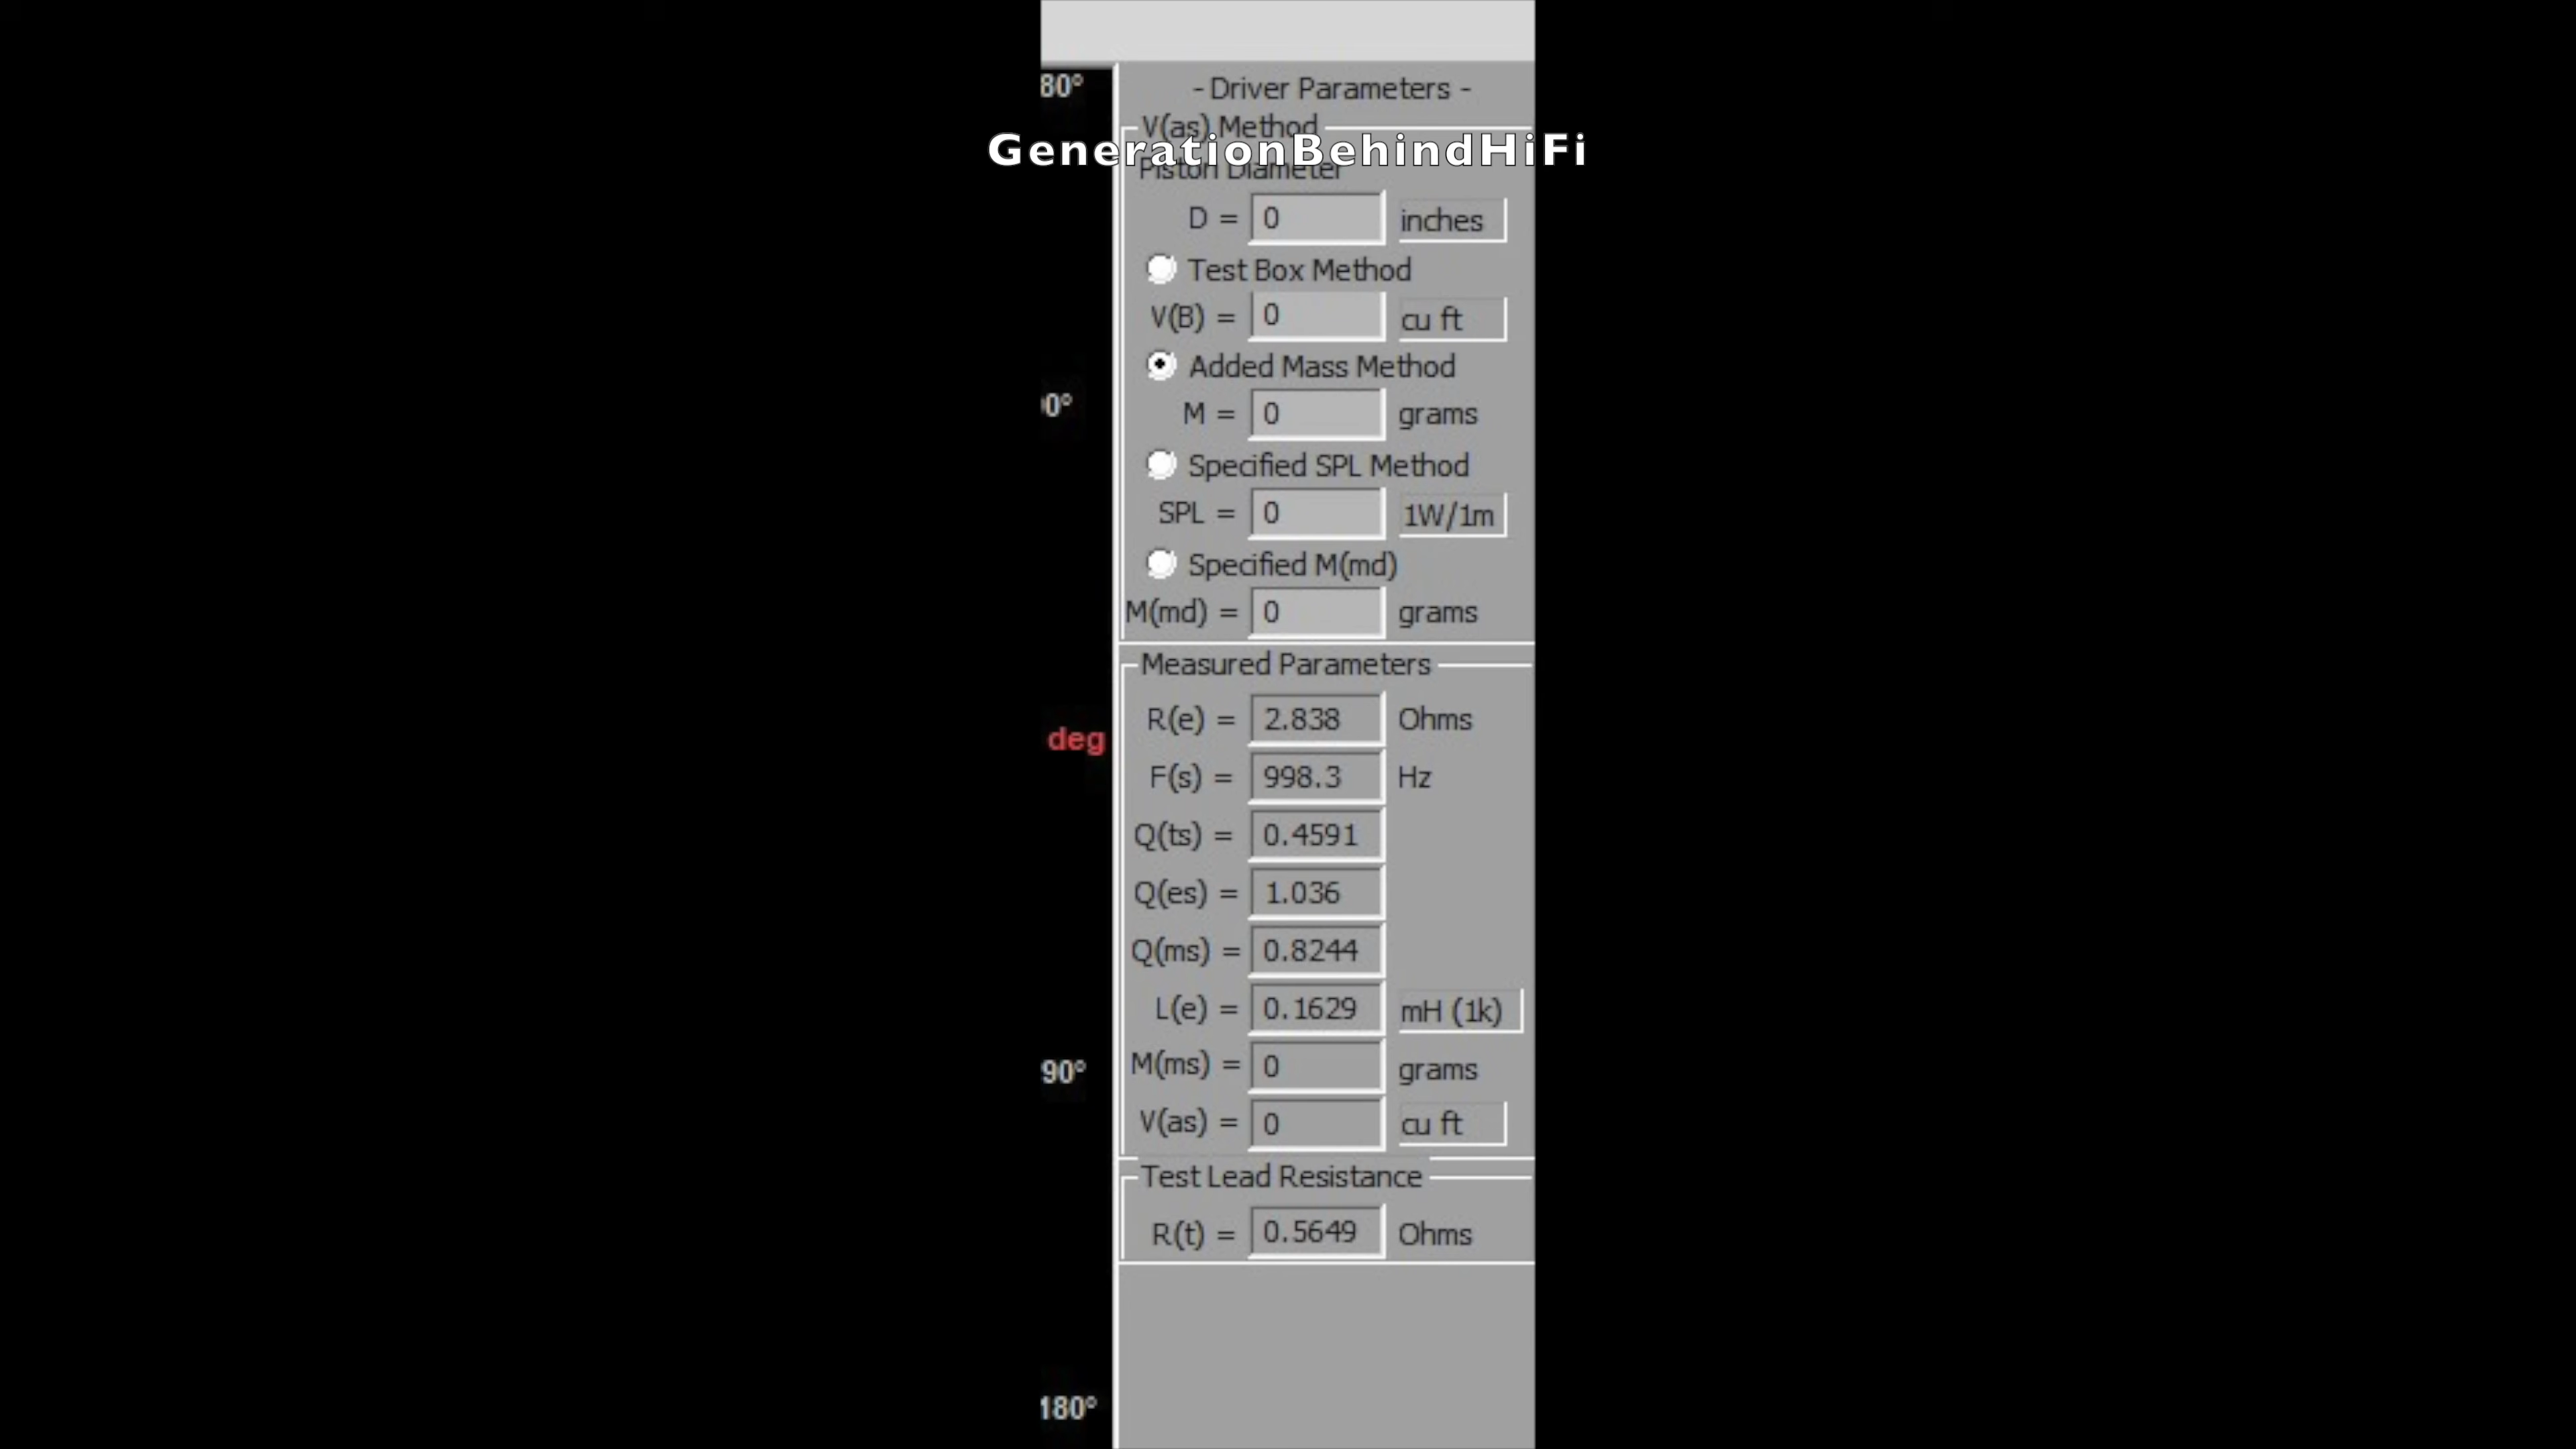 80°
- Driver Parameters -
V(as) Method
GenerationBehindHiFi
Piston Diameter
D = 0 inches
Test Box Method
V(B) = 0 cu ft
Added Mass Method
0°
M = 0 grams
Specified SPL Method
SPL = 0 1W/1m
Specified M(md)
M(md) = 0 grams
Measured Parameters
R(e) = 2.838 Ohms
deg
F(s) = 998.3 Hz
Q(ts) = 0.4591
Q(es) = 1.036
Q(ms) = 0.8244
L(e) = 0.1629 mH (1k)
M(ms) = 0 grams
90°
V(as) = 0 cu ft
Test Lead Resistance
R(t) = 0.5649 Ohms
180°